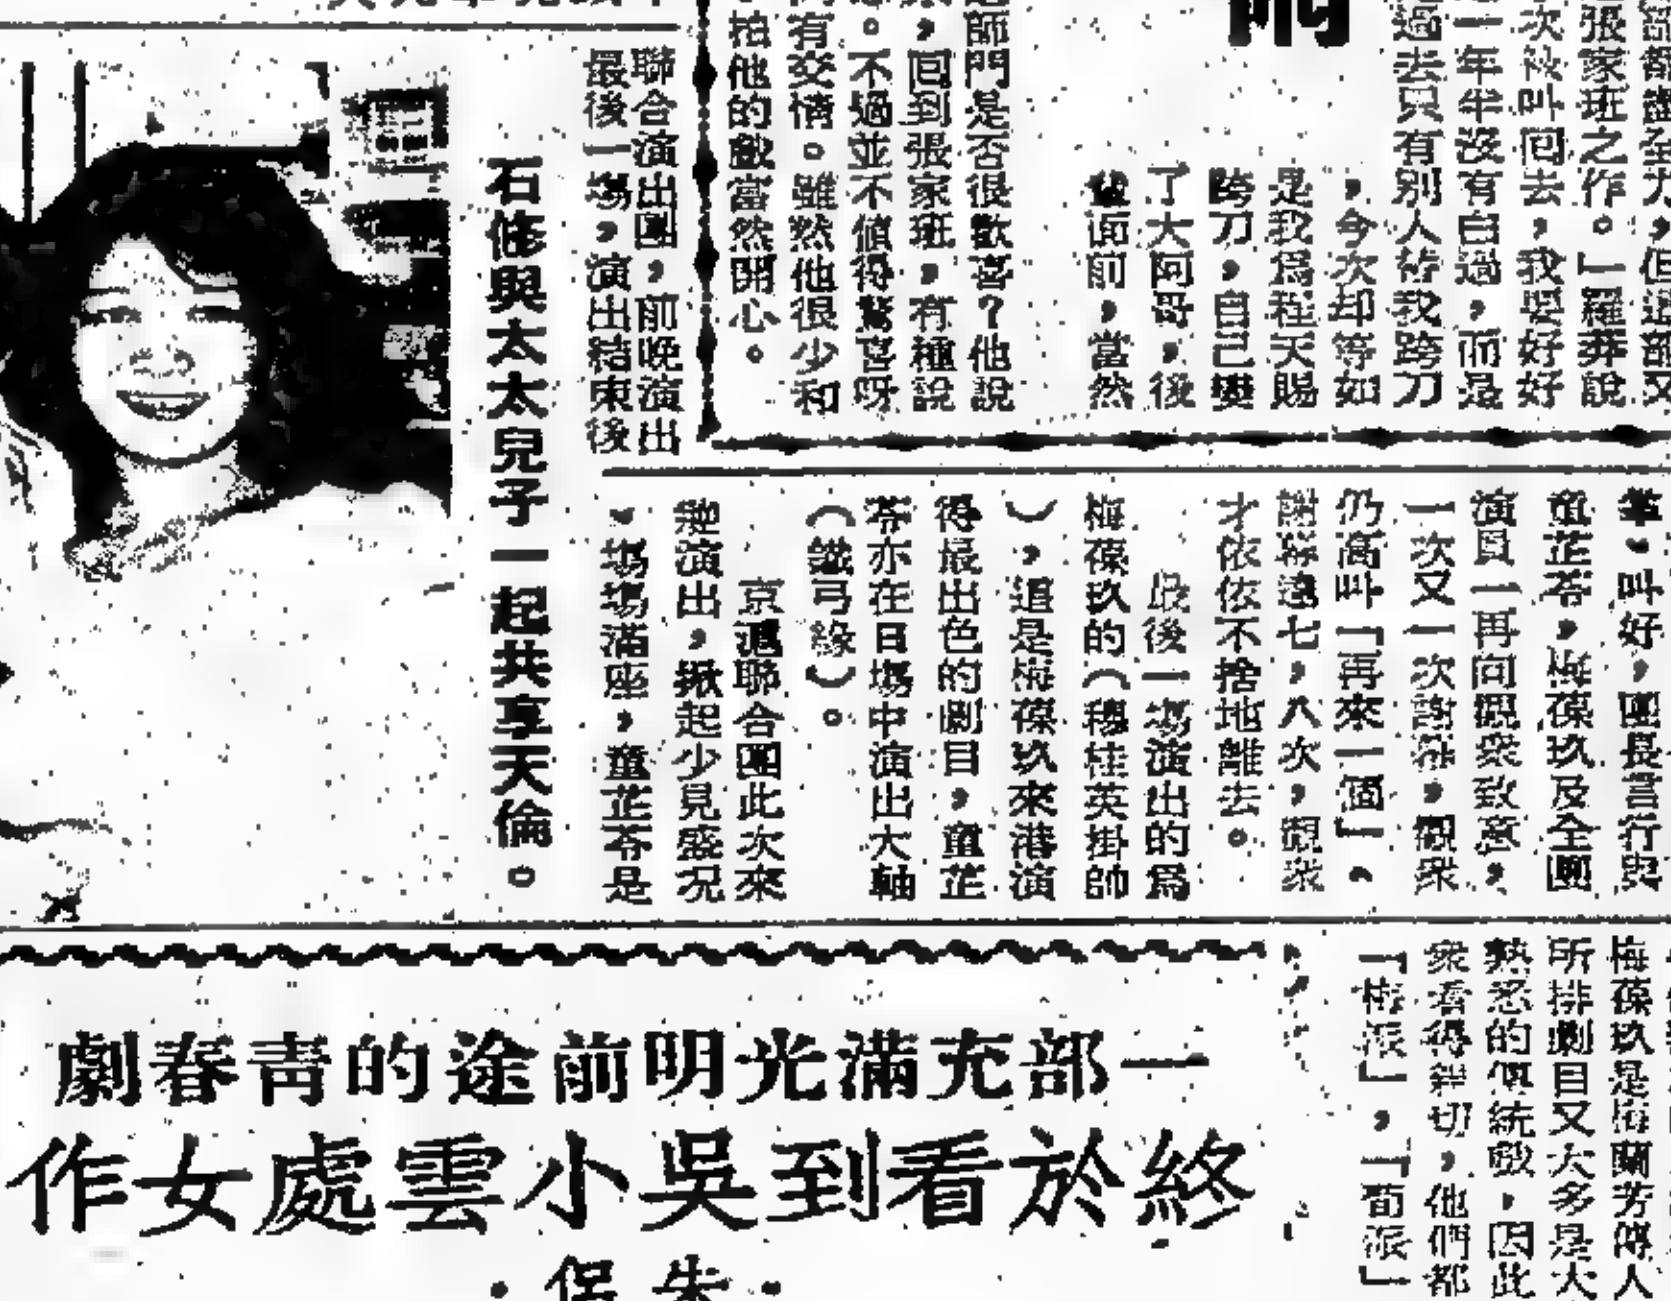 張家班之作。「羅莽說
次被叫回去，我要好好
一年半沒有白過，而是
過去只有別人替我跨刀
，今次却等如
是我爲程天賜
跨刀，自己變
了大阿哥，後
輩面前，當然
師門是否很歡喜？他說
，回到張家班，有種說
。不過並不值得驚喜呀
有交情。雖然他很少和
拍他的戲當然開心。
聯合演出團，前晚演出
最後一塲，演出結束後
石修與太太兒子一起共享天倫。
叫好，團長言行與
童芷苓，梅葆玖及全團
演員一再向觀衆致意，
一次又一次謝幕，觀衆
仍高叫「再來一個」。
謝幕達七，八次，觀衆
才依依不捨地離去。
最後一塲演出的爲
梅葆玖的（穆桂英掛帥
），這是梅葆玖來港演
得最出色的劇目，童芷
苓亦在日塲中演出大軸
（鐵弓緣）。
京滬聯合團此次來
港演出，掀起少見盛况
，塲塲滿座，童芷苓是
梅葆玖是梅蘭芳傳人
所排劇目又大多是大
熟悉的傳統戲，因此
衆看得親切，他們都
「梅派」，「荀派」
一部充滿光明前途的靑春劇
終於看到吳小雲處女作